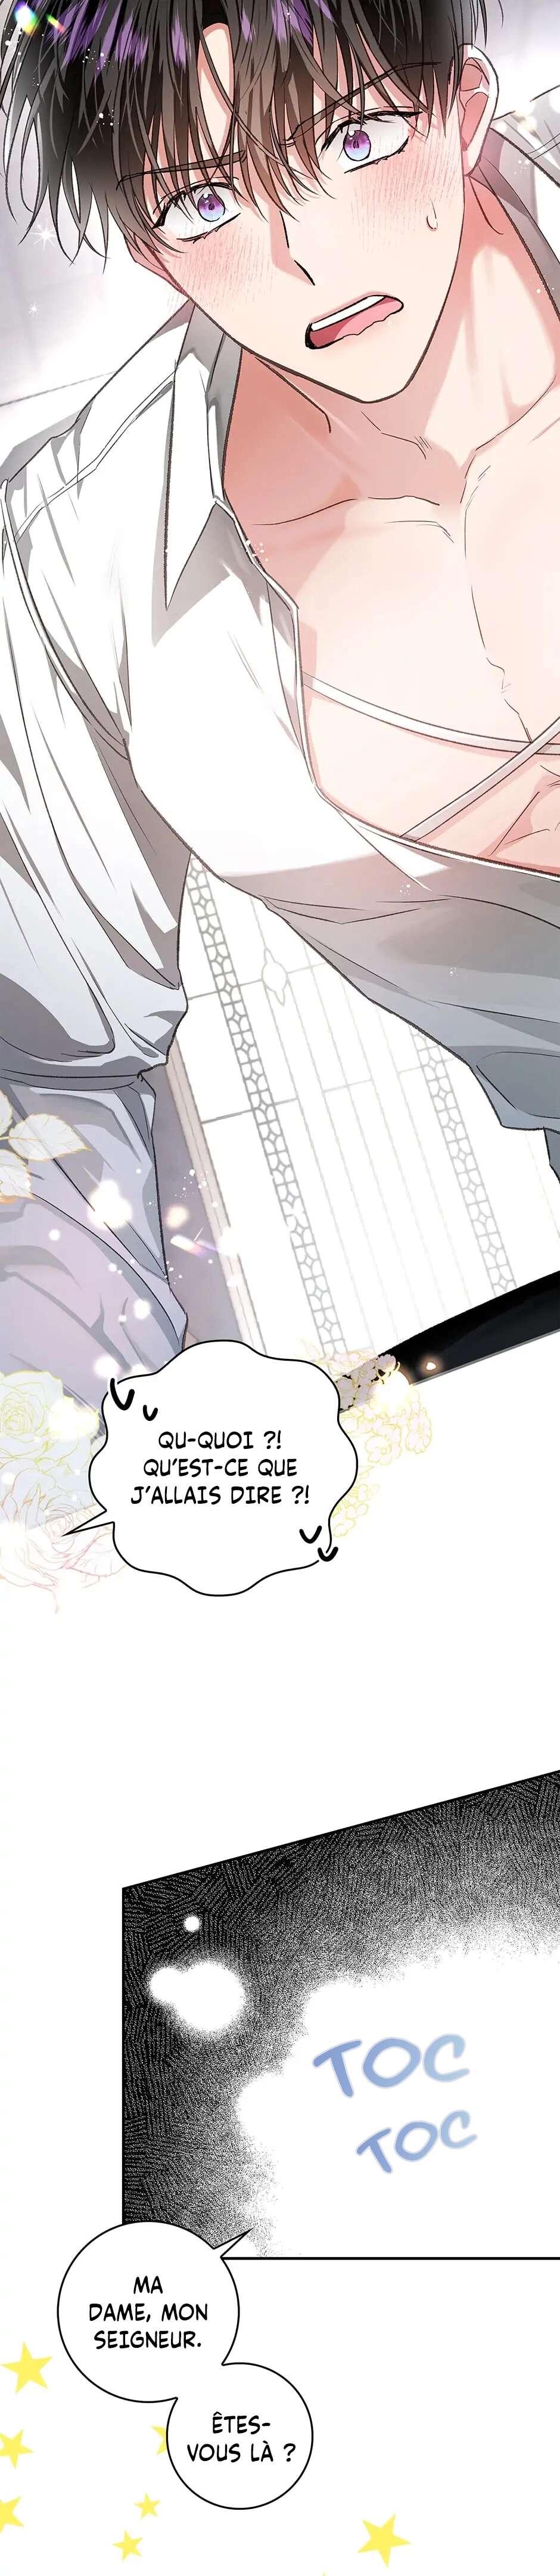 QU-QUOI ?!
QU'EST-CE QUE
J'ALLAIS DIRE ?!
TOC
TOC
MA
DAME, MON
SEIGNEUR.
ÊTES-
VOUS LÀ ?